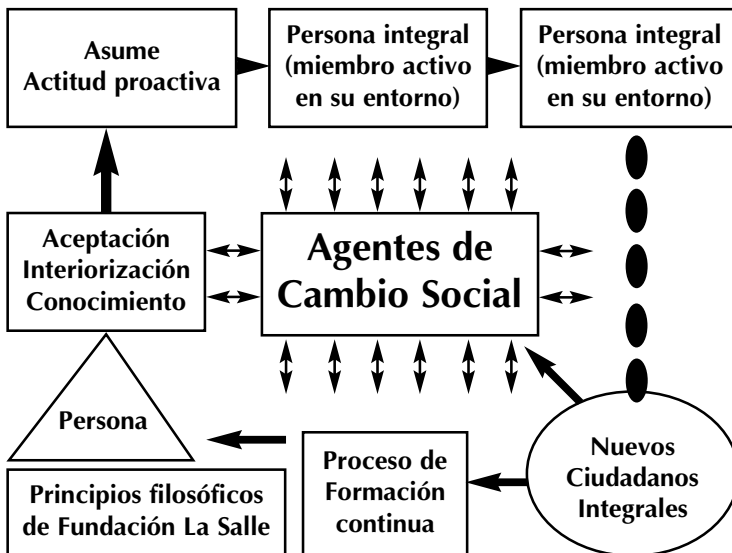 Asume
Actitud proactiva
Persona integral
(miembro activo
en su entorno)
Persona integral
(miembro activo
en su entorno)
Aceptación
Interiorización
Conocimiento
Agentes de
Cambio Social
Persona
Principios filosóficos
de Fundación La Salle
Proceso de
Formación
continua
Nuevos
Ciudadanos
Integrales